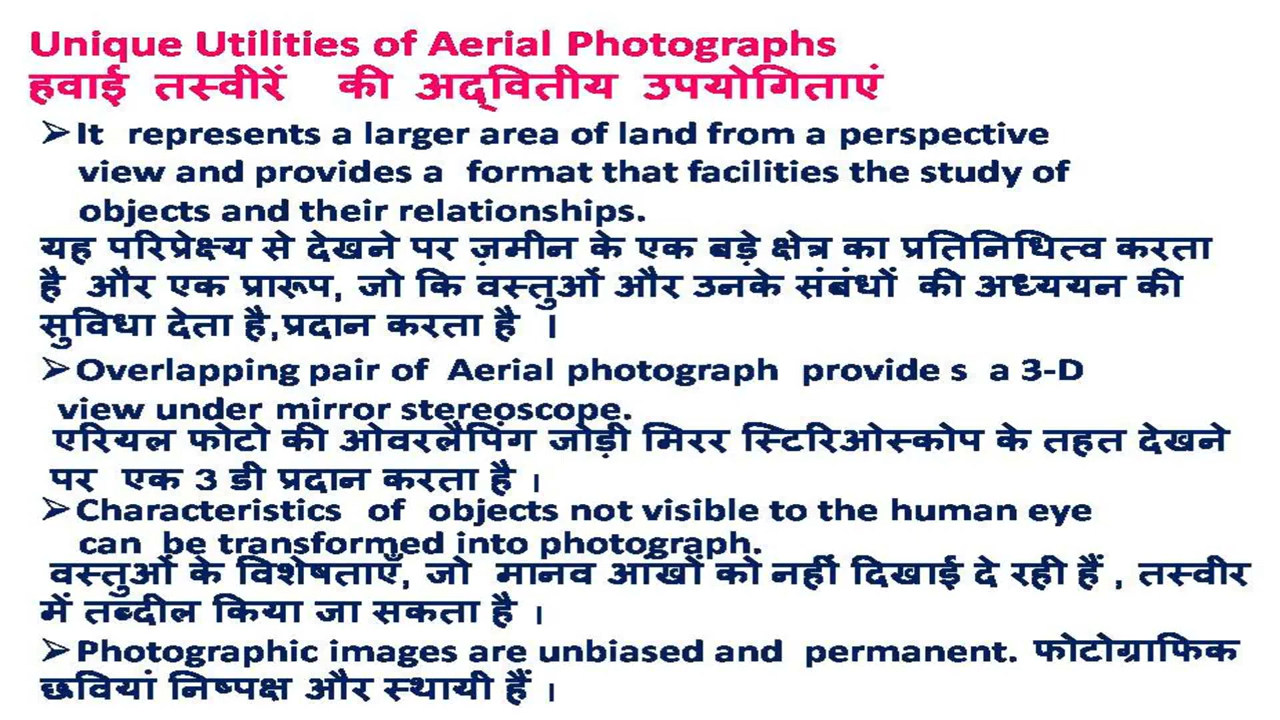 Unique Utilities of Aerial Photographs
हवाई तस्वीरें की अद्वितीय उपयोगिताएं
➢It represents a larger area of land from a perspective
view and provides a format that facilities the study of
objects and their relationships.
यह परिप्रेक्ष्य से देखने पर ज़मीन के एक बड़े क्षेत्र का प्रतिनिधित्व करता
है और एक प्रारूप, जो कि वस्तुओं और उनके संबंधों की अध्ययन की
सुविधा देता है,प्रदान करता है ।
➢Overlapping pair of Aerial photograph provide s a 3-D
view under mirror stereoscope.
एरियल फोटो की ओवरलैपिंग जोड़ी मिरर स्टिरिओस्कोप के तहत देखने
पर एक 3 डी प्रदान करता है ।
➢Characteristics of objects not visible to the human eye
can be transformed into photograph.
वस्तुओं के विशेषताएँ, जो मानव आंखों को नहीं दिखाई दे रही हैं , तस्वीर
में तब्दील किया जा सकता है ।
➢Photographic images are unbiased and permanent. फोटोग्राफिक
छवियां निष्पक्ष और स्थायी हैं ।